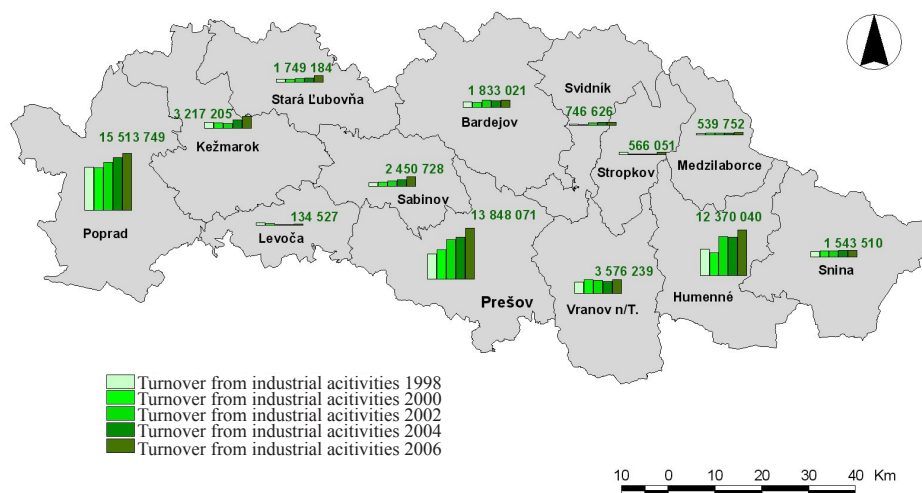 1 749 184
Stará Ľubovňa
3 217 205
Kežmarok
15 513 749
Poprad
1 833 021
Bardejov
Svidník
746 626
566 051
Stropkov
539 752
Medzilaborce
2 450 728
Sabinov
134 527
Levoča
13 848 071
Prešov
3 576 239
Vranov n/T.
12 370 040
Humenné
1 543 510
Snina
Turnover from industrial acitivities 1998
Turnover from industrial acitivities 2000
Turnover from industrial acitivities 2002
Turnover from industrial acitivities 2004
Turnover from industrial acitivities 2006
10 0 10 20 30 40 Km